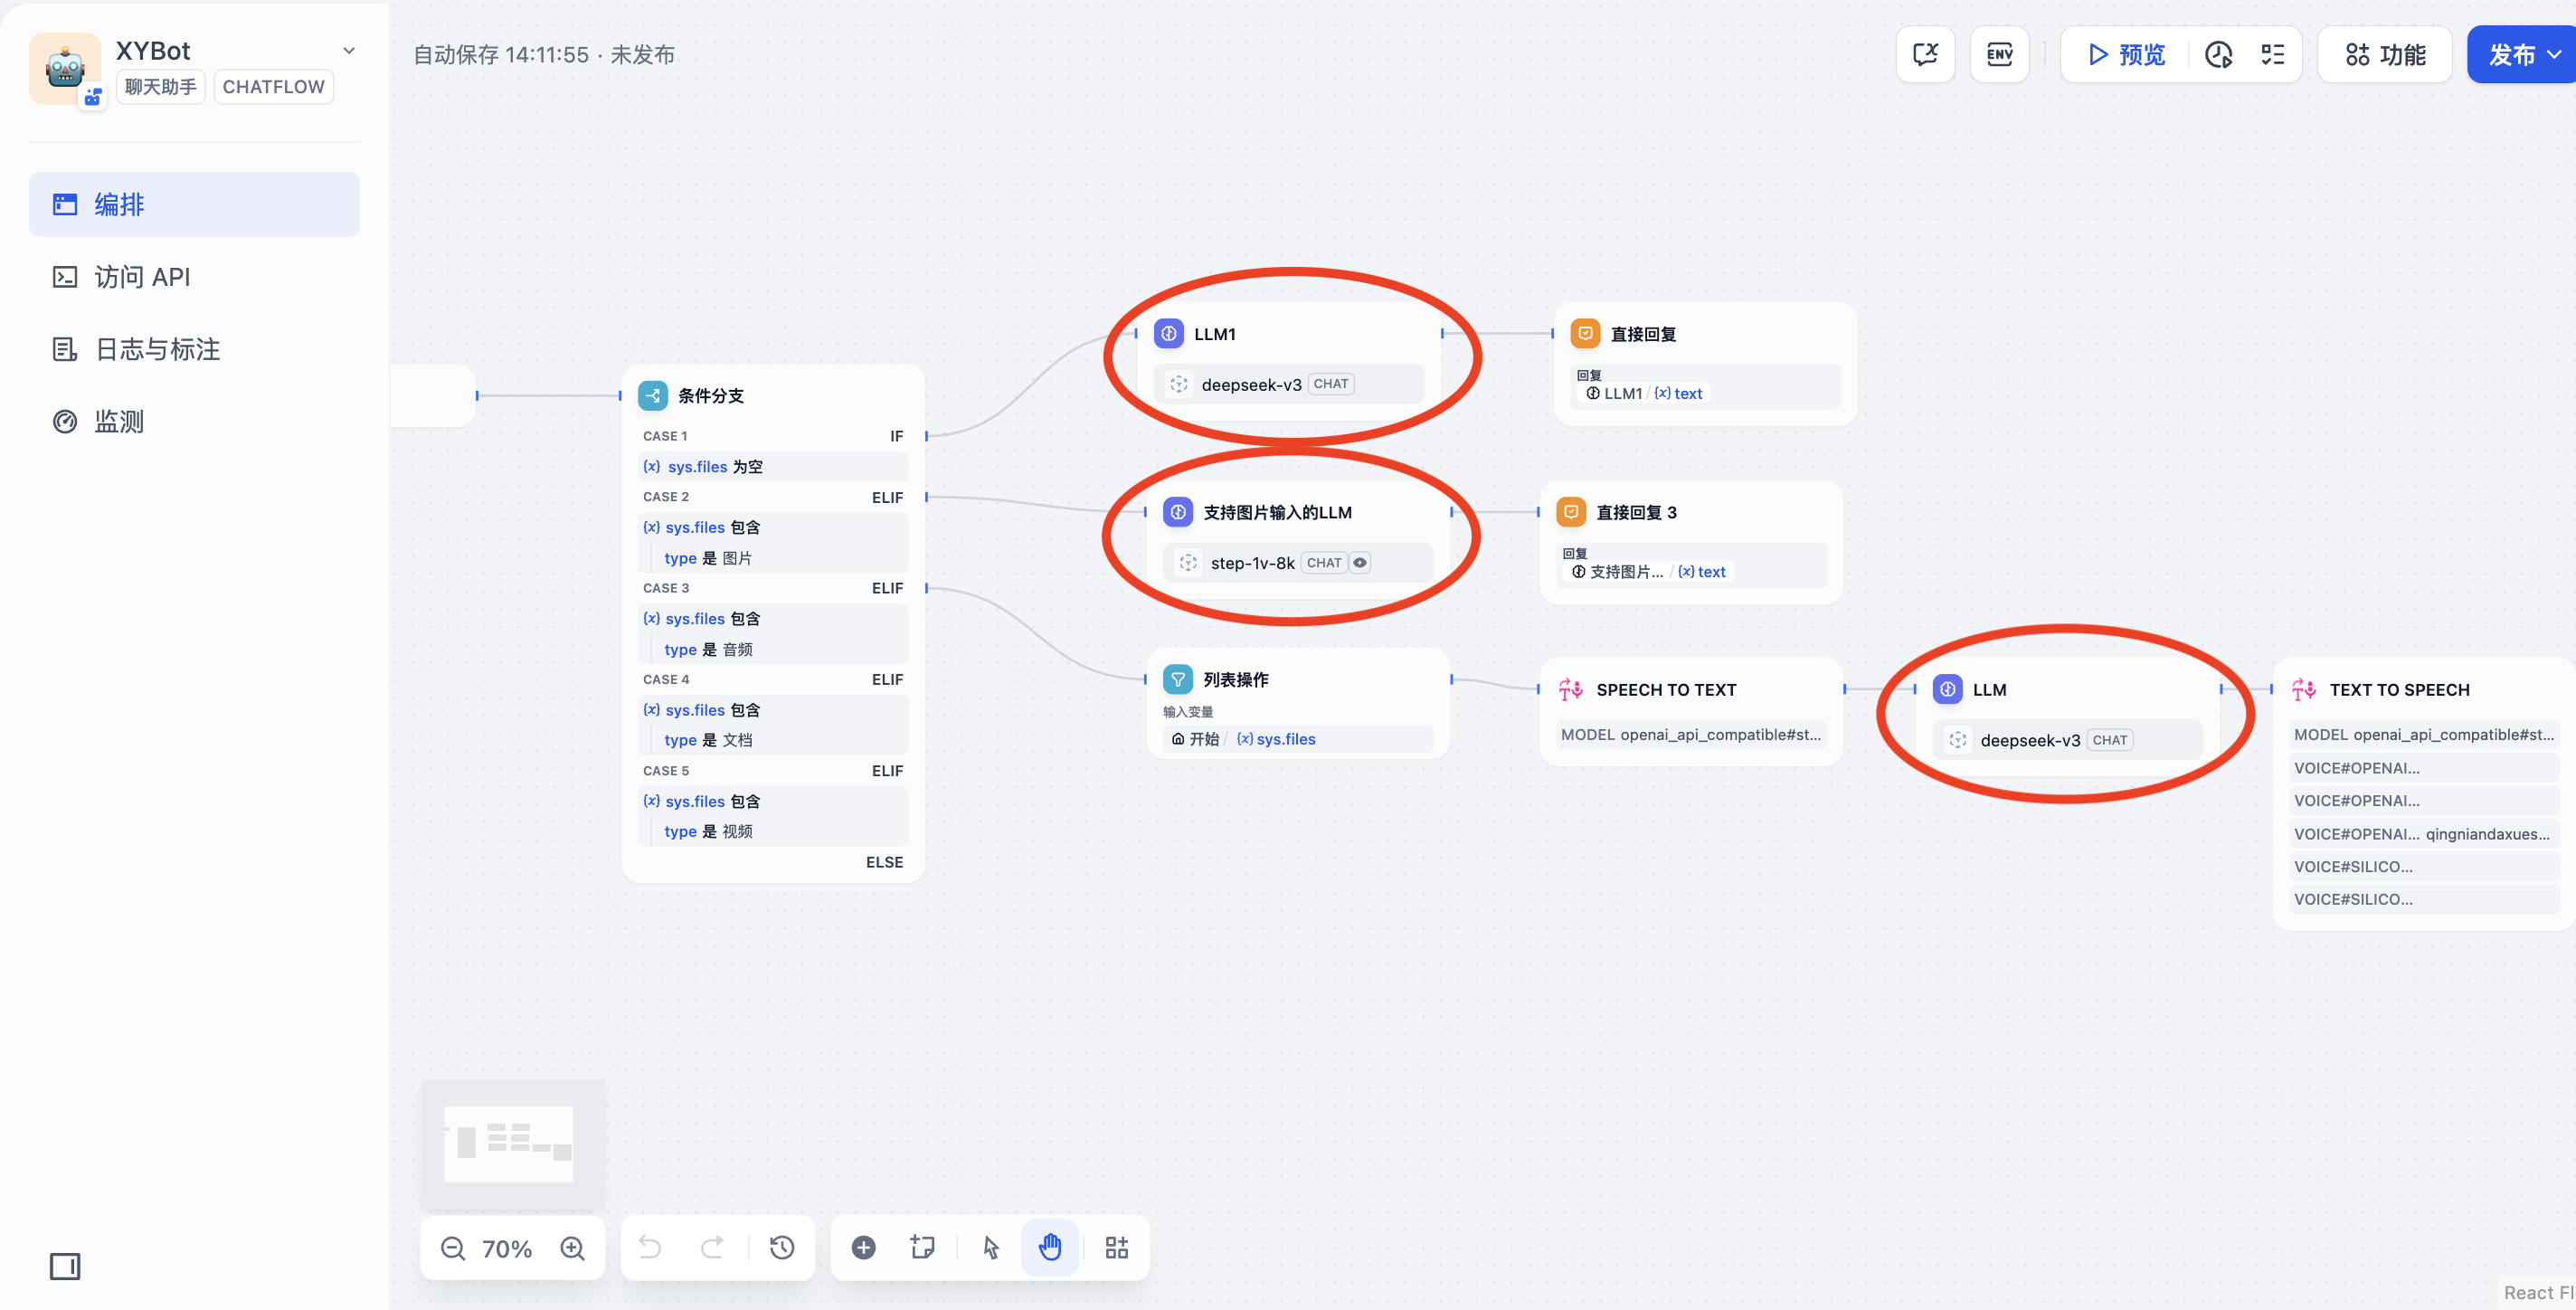 XYBot
聊天助手
CHATFLOW
编排
访问 API
日志与标注
监测
自动保存 14:11:55 · 未发布
ENV
预览
功能
发布
条件分支
CASE 1
IF
{x} sys.files 为空
CASE 2
ELIF
{x} sys.files 包含
type 是 图片
CASE 3
ELIF
{x} sys.files 包含
type 是 音频
CASE 4
ELIF
{x} sys.files 包含
type 是 文档
CASE 5
ELIF
{x} sys.files 包含
type 是 视频
ELSE
LLM1
deepseek-v3 CHAT
直接回复
回复
LLM1 / {x} text
支持图片输入的LLM
step-1v-8k CHAT
直接回复 3
回复
支持图片... / {x} text
列表操作
输入变量
开始 / {x} sys.files
SPEECH TO TEXT
MODEL openai_api_compatible#st...
LLM
deepseek-v3 CHAT
TEXT TO SPEECH
MODEL openai_api_compatible#st...
VOICE#OPENAI...
VOICE#OPENAI...
VOICE#OPENAI... qingniandaxues...
VOICE#SILICO...
VOICE#SILICO...
70%
React Fl